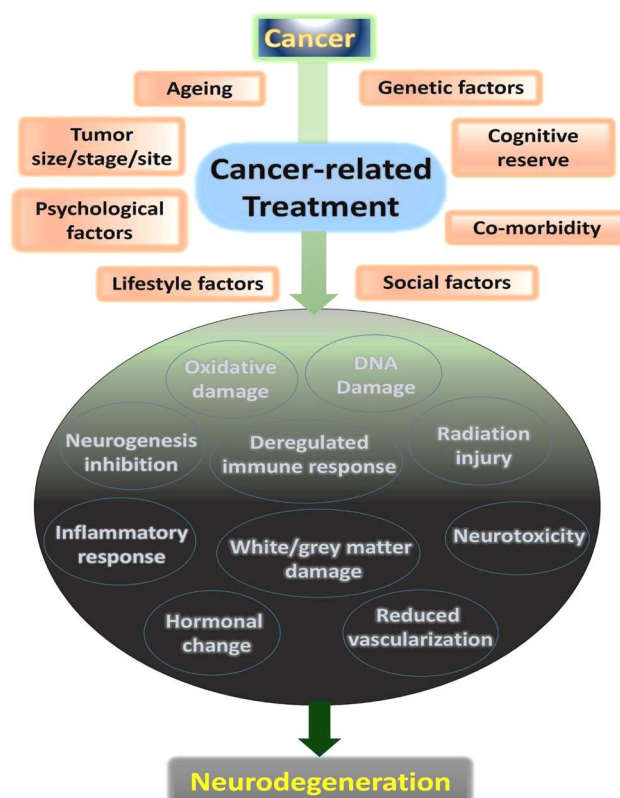 Cancer
Ageing
Genetic factors
Tumor
size/stage/site
Cognitive
reserve
Cancer-related
Treatment
Psychological
factors
Co-morbidity
Lifestyle factors
Social factors
Oxidative
damage
DNA
Damage
Neurogenesis
inhibition
Deregulated
immune response
Radiation
injury
Inflammatory
response
White/grey matter
damage
Neurotoxicity
Hormonal
change
Reduced
vascularization
Neurodegeneration